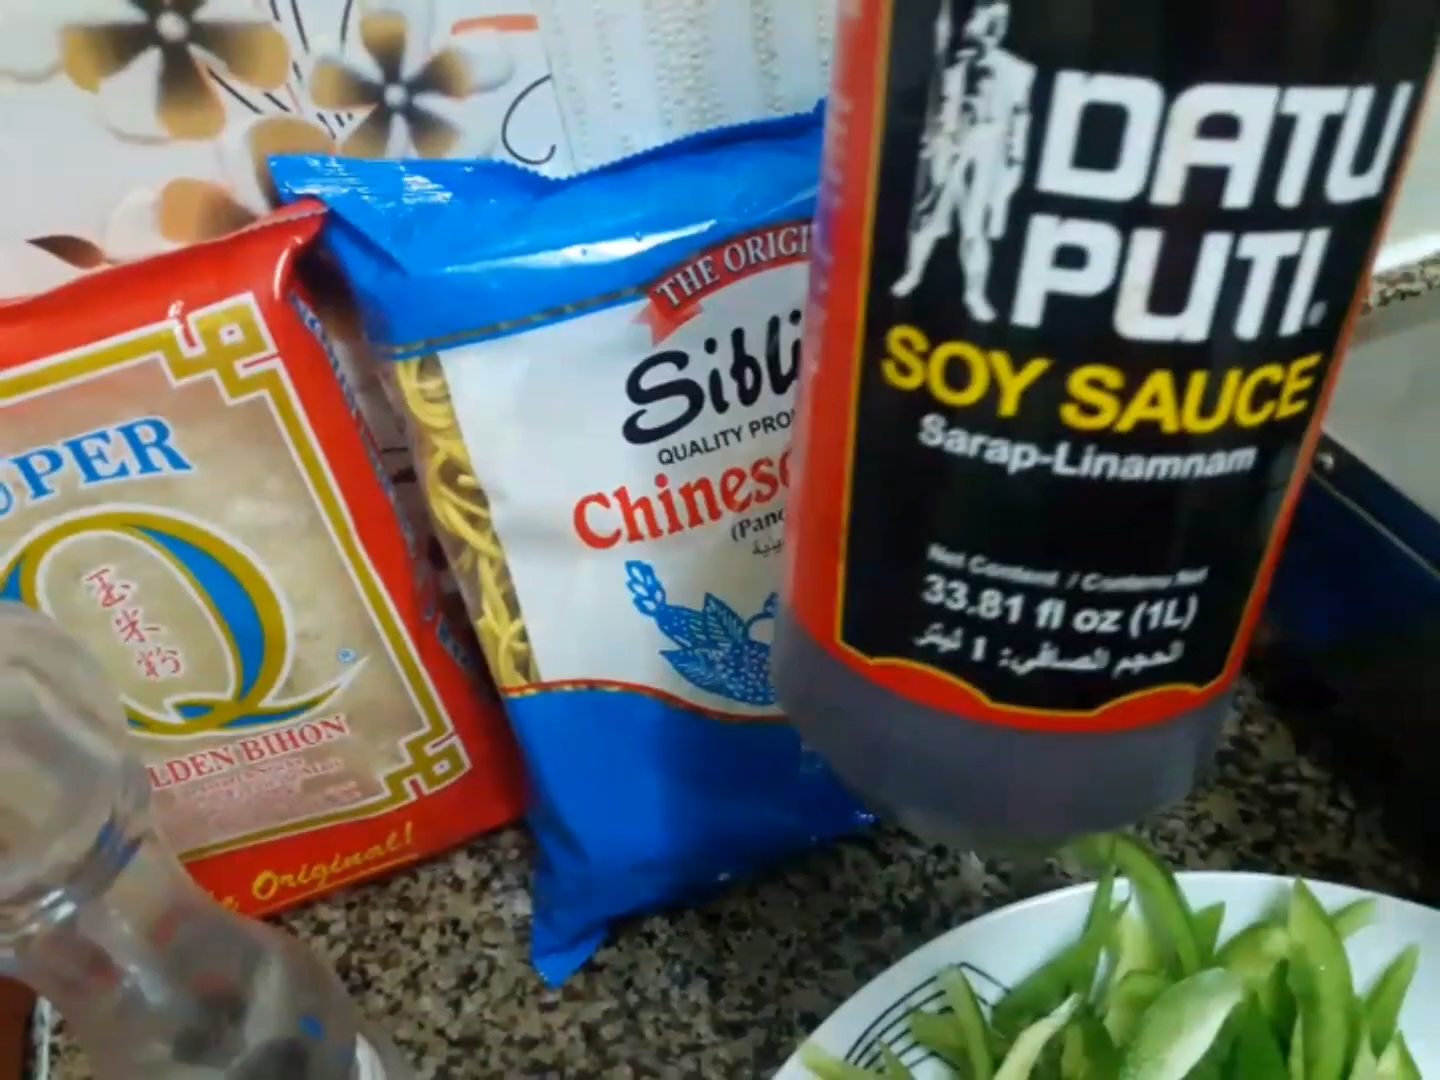 UPER
Q
玉
米
粉
®
LDEN BIHON
Original!
THE ORIGI
Sibli
QUALITY PRO
Chinese
(Panc
DATU
PUTI
SOY SAUCE
Sarap-Linamnam
Net Content / Contenu Net
33.81 fl oz (1L)
الحجم الصافي: 1 ليتر